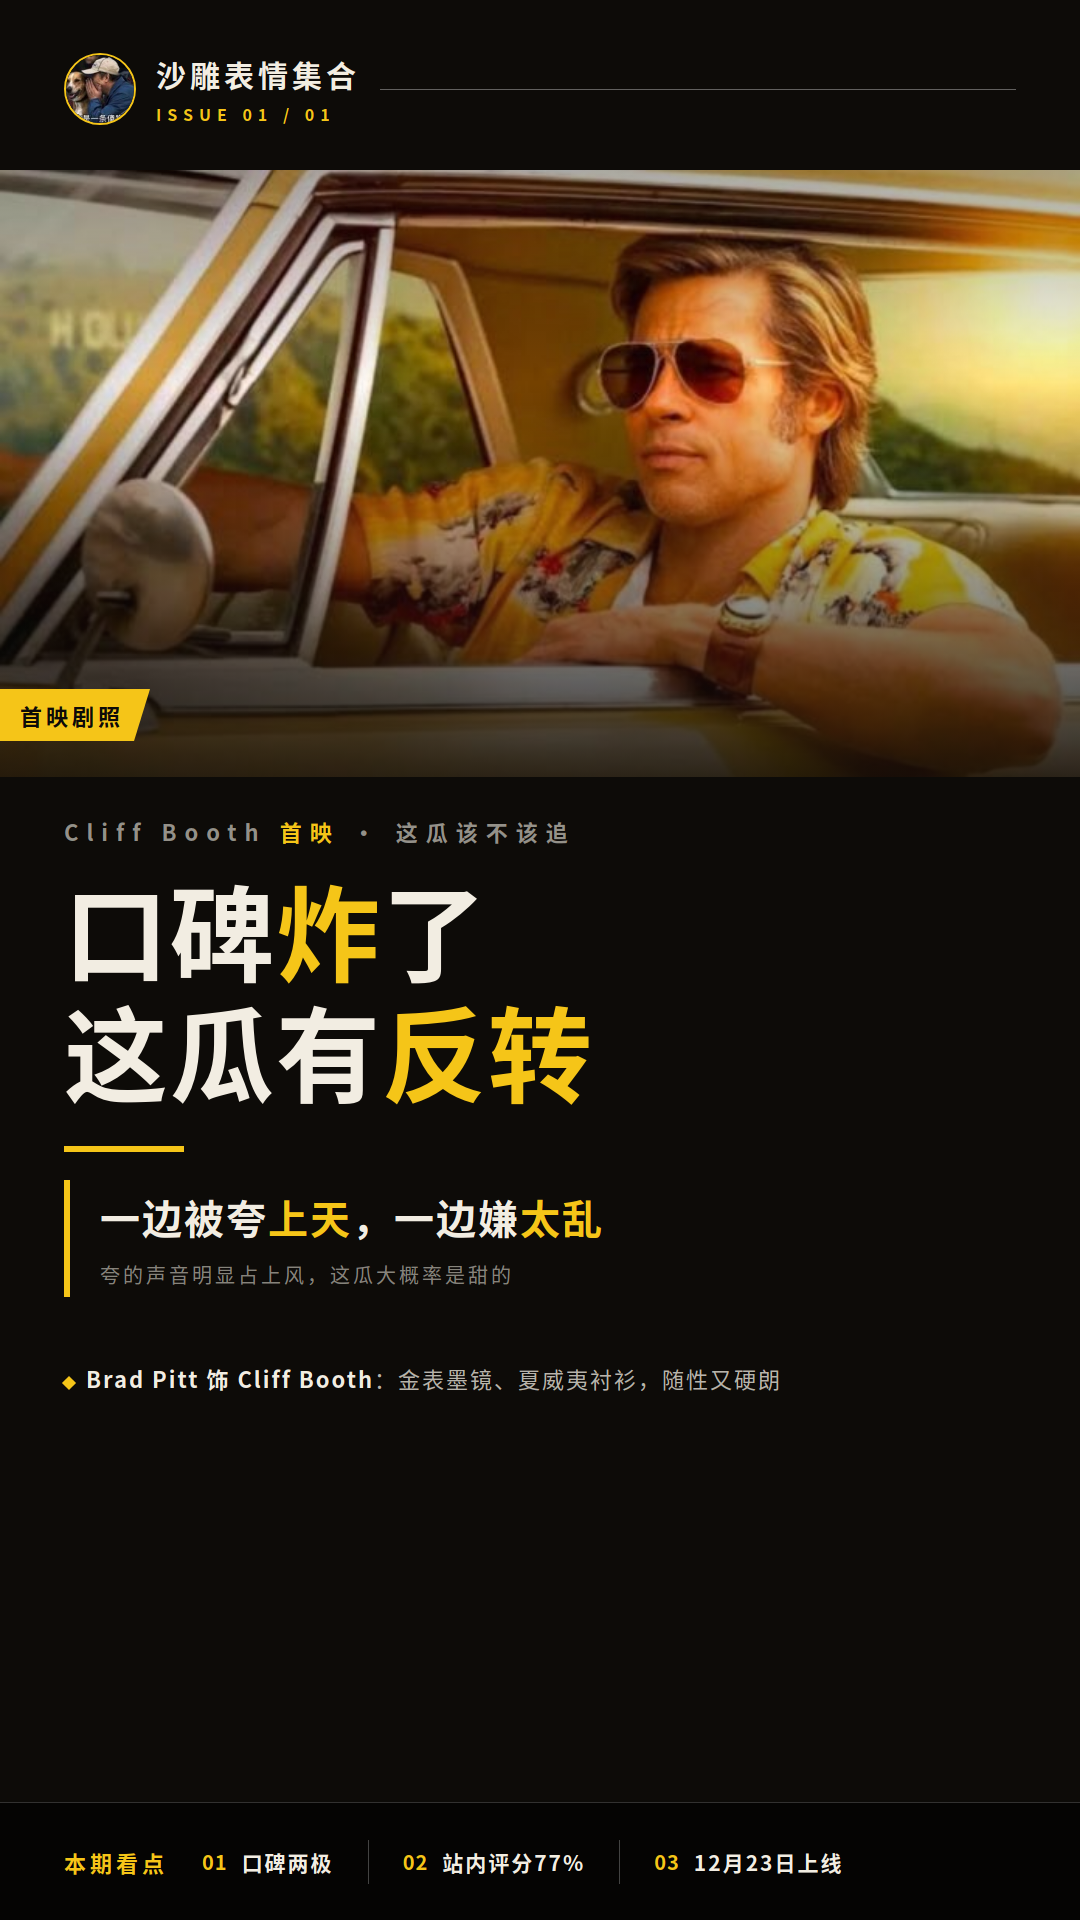 沙雕表情集合
ISSUE 01 / 01
首映剧照
Cliff Booth 首映 · 这瓜该不该追
口碑炸了
这瓜有反转
一边被夸上天，一边嫌太乱
夸的声音明显占上风，这瓜大概率是甜的
Brad Pitt 饰 Cliff Booth：金表墨镜、夏威夷衬衫，随性又硬朗
本期看点 01 口碑两极 02 站内评分77% 03 12月23日上线